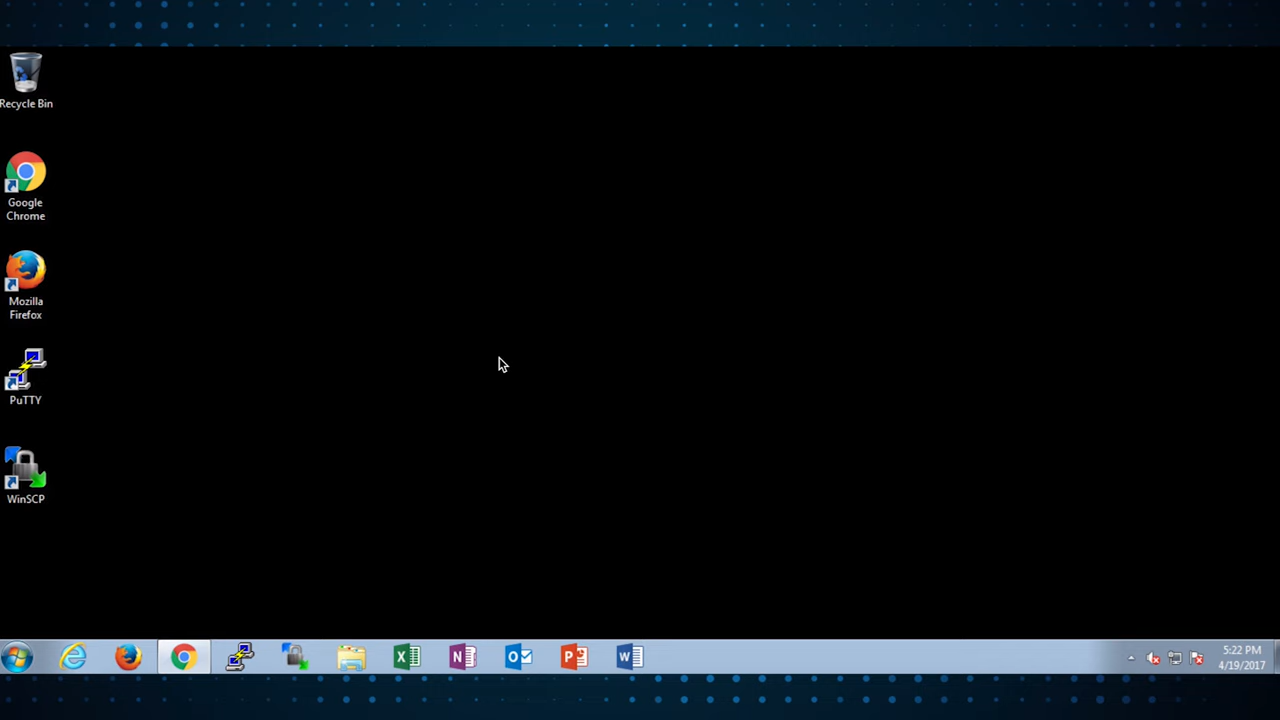 Recycle Bin
Google
Chrome
Mozilla
Firefox
PuTTY
WinSCP
5:22 PM
4/19/2017